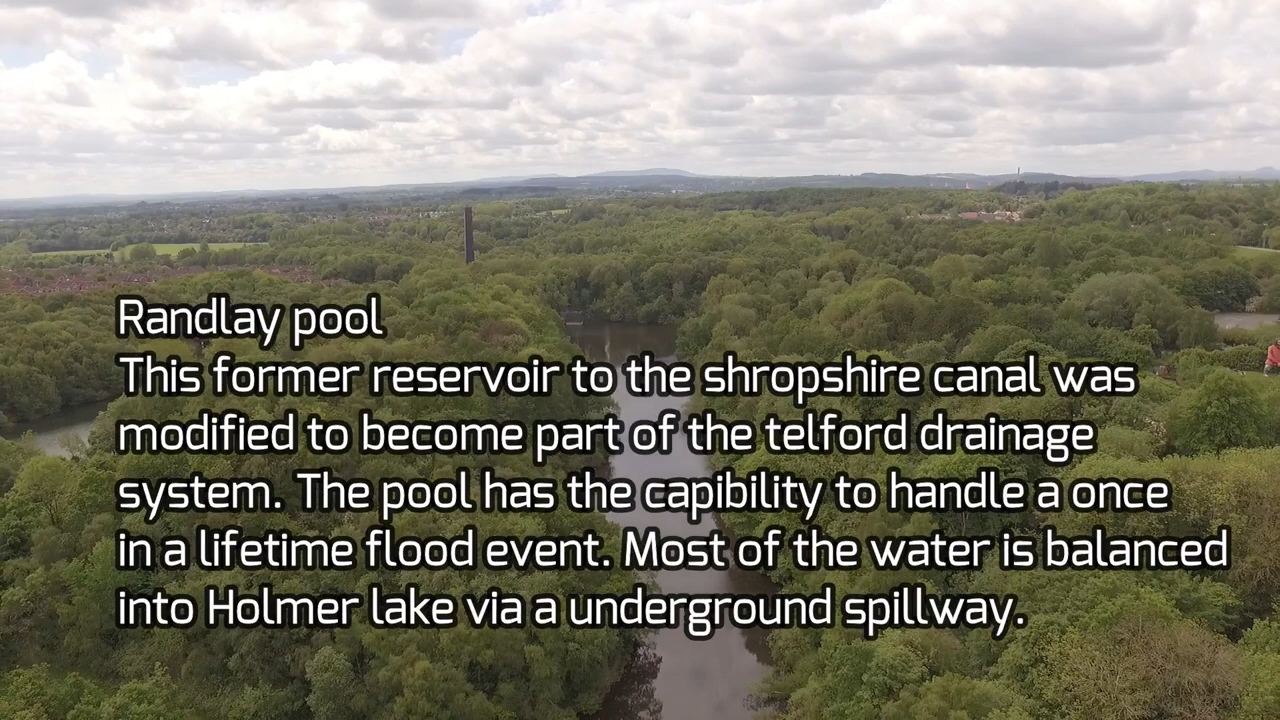 Randlay pool
This former reservoir to the shropshire canal was
modified to become part of the telford drainage
system. The pool has the capibility to handle a once
in a lifetime flood event. Most of the water is balanced
into Holmer lake via a underground spillway.